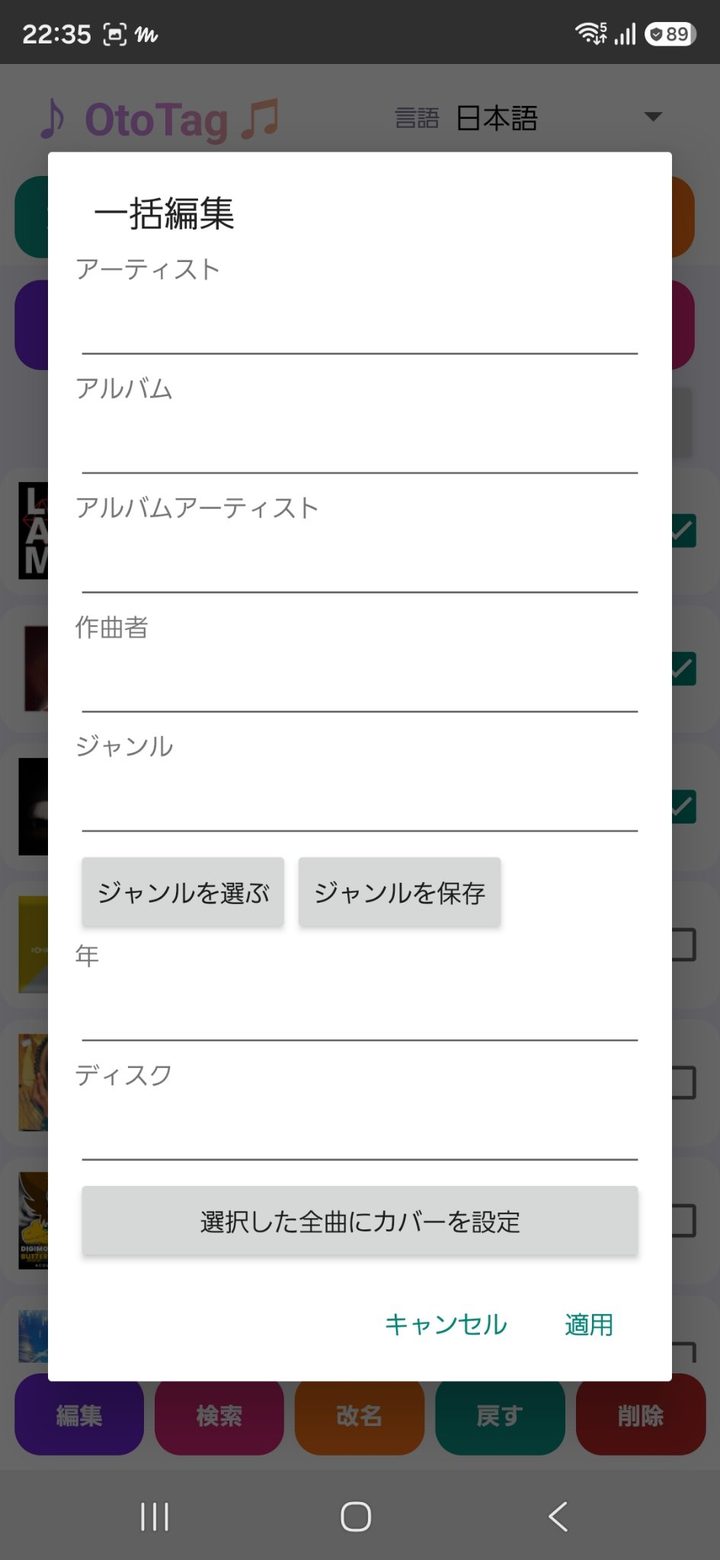 22:35
5
89
♪ OtoTag ♫
言語 日本語
一括編集
アーティスト
アルバム
アルバムアーティスト
作曲者
ジャンル
ジャンルを選ぶ ジャンルを保存
年
ディスク
選択した全曲にカバーを設定
キャンセル 適用
編集 検索 改名 戻す 削除